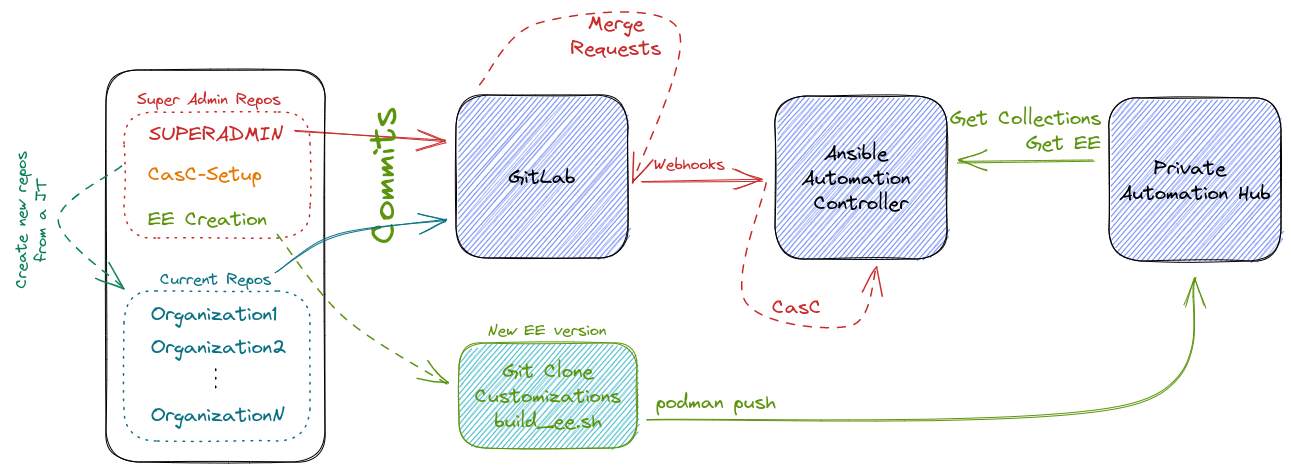 Merge
Requests
Super Admin Repos
SUPERADMIN
CasC-Setup
EE Creation
Create new repos
from a JT
Commits
GitLab
Webhooks
Ansible
Automation
Controller
CasC
Get Collections
Get EE
Private
Automation Hub
Current Repos
Organization1
Organization2
OrganizationN
New EE version
Git Clone
Customizations
build_ee.sh
podman push